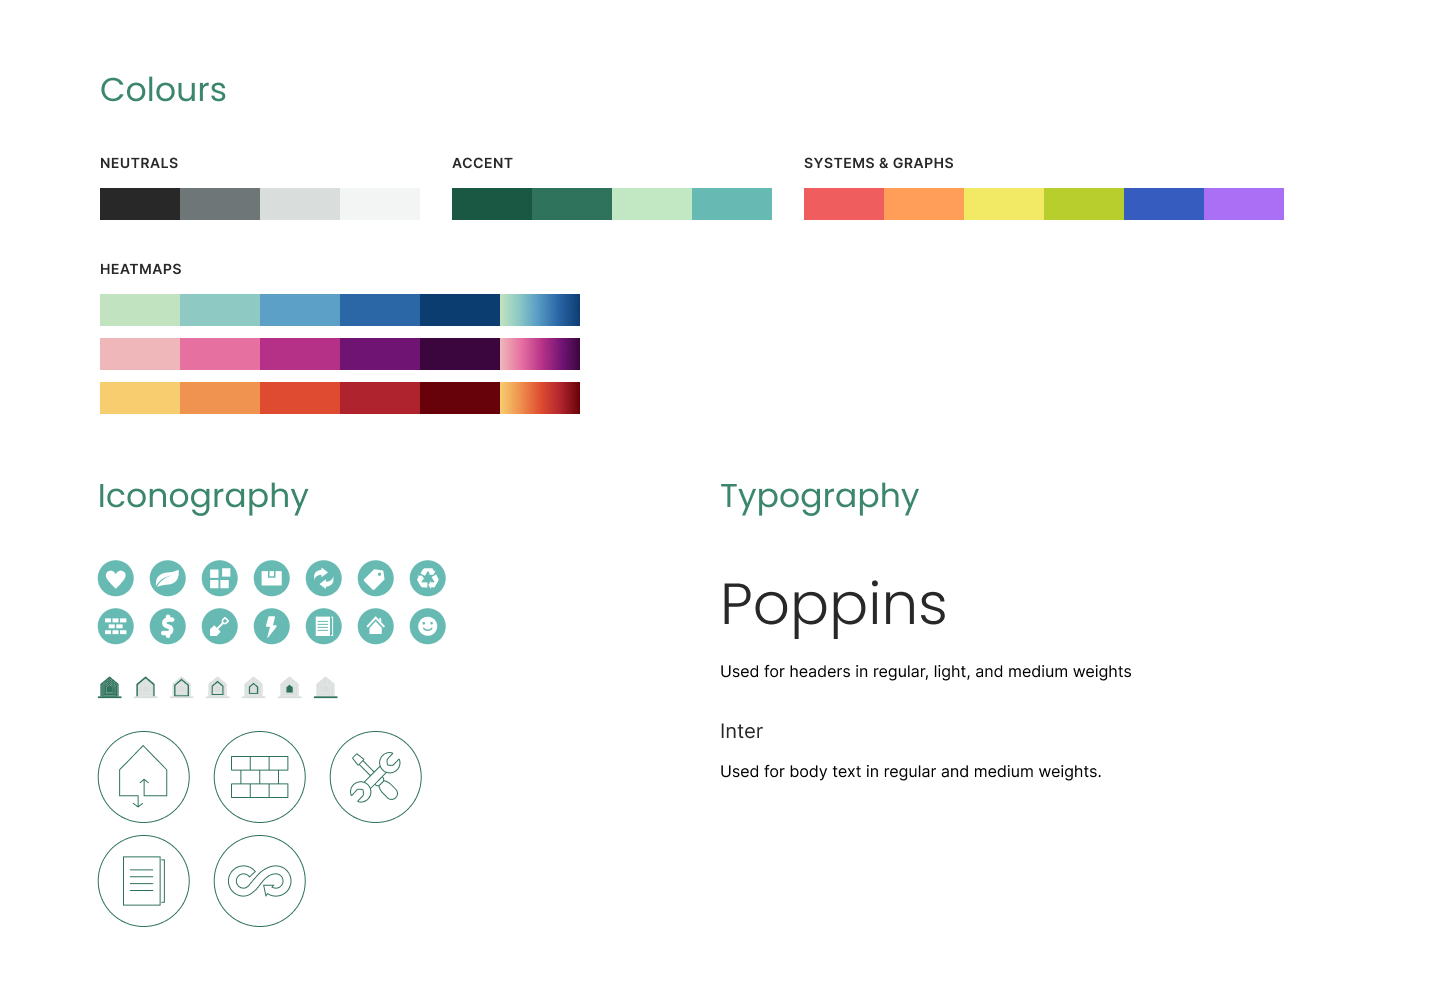 Colours
NEUTRALS
ACCENT
SYSTEMS & GRAPHS
HEATMAPS
Iconography
Typography
Poppins
Used for headers in regular, light, and medium weights
Inter
Used for body text in regular and medium weights.